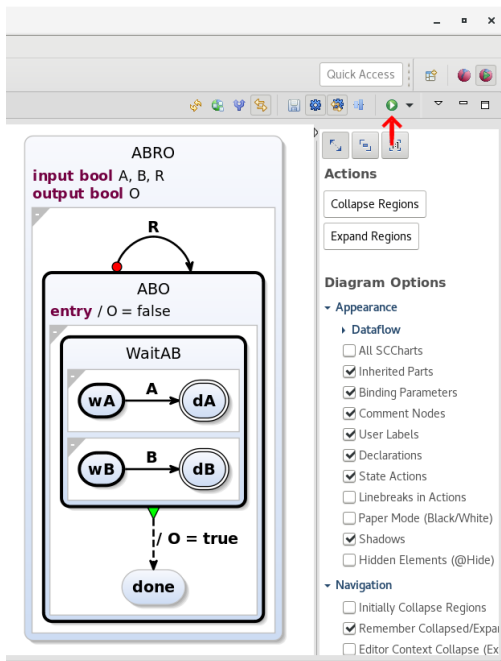 Quick Access
ABRO
input bool A, B, R
output bool O
R
ABO
entry / O = false
WaitAB
wA
A
dA
wB
B
dB
/ O = true
done
Actions
Collapse Regions
Expand Regions
Diagram Options
Appearance
Dataflow
All SCCharts
Inherited Parts
Binding Parameters
Comment Nodes
User Labels
Declarations
State Actions
Linebreaks in Actions
Paper Mode (Black/White)
Shadows
Hidden Elements (@Hide)
Navigation
Initially Collapse Regions
Remember Collapsed/Expa
Editor Context Collapse (Ex